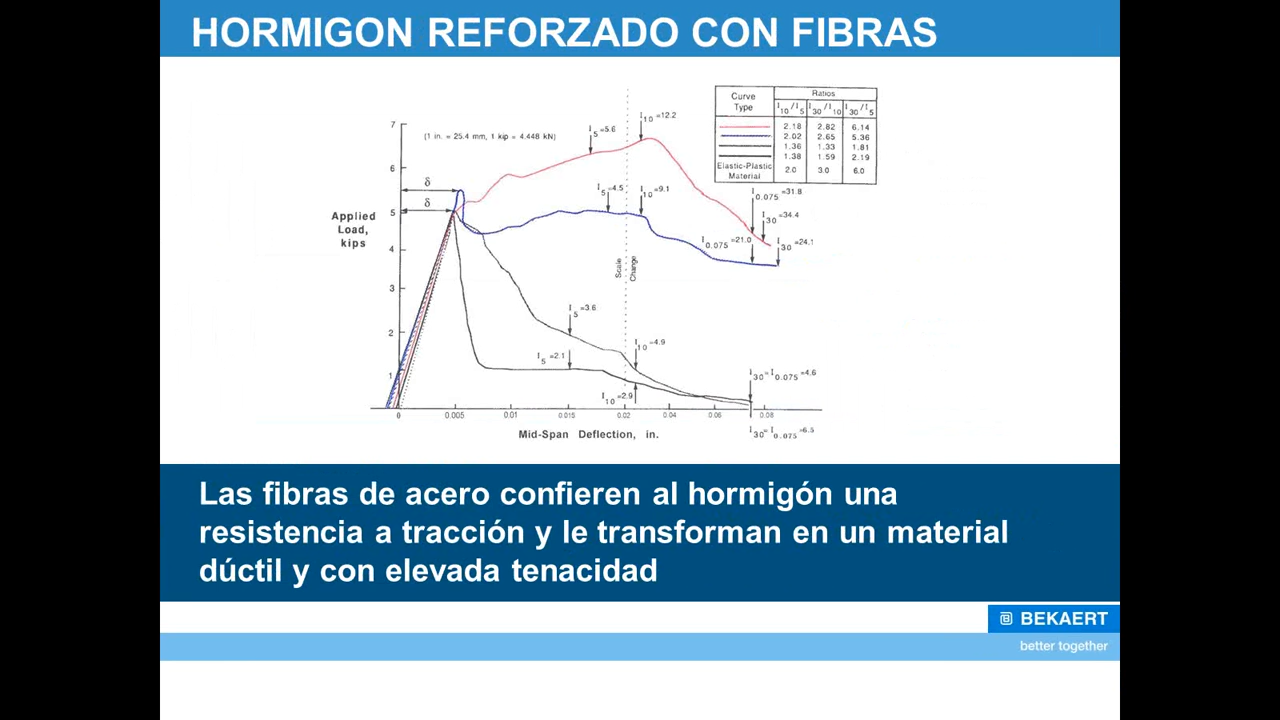 HORMIGON REFORZADO CON FIBRAS
Curve Type
Ratios
I10/I5 I30/I10 I30/I5
2.18 2.82 6.14
2.02 2.65 5.36
1.36 1.33 1.81
1.38 1.59 2.19
Elastic-Plastic Material 2.0 3.0 6.0
(1 in. = 25.4 mm, 1 kip = 4.448 kN)
I5=5.6
I10=12.2
I5=4.5
I10=9.1
I0.075=31.8
I30=34.4
I0.075=21.0
I30=24.1
δ
δ
Applied
Load,
kips
7
6
5
4
3
2
1
Scale
Change
I5=3.6
I10=4.9
I5=2.1
I10=2.9
I30=I0.075=4.6
I30=I0.075=6.5
0 0.005 0.01 0.015 0.02 0.04 0.06 0.08
Mid-Span Deflection, in.
Las fibras de acero confieren al hormigón una
resistencia a tracción y le transforman en un material
dúctil y con elevada tenacidad
BEKAERT
better together